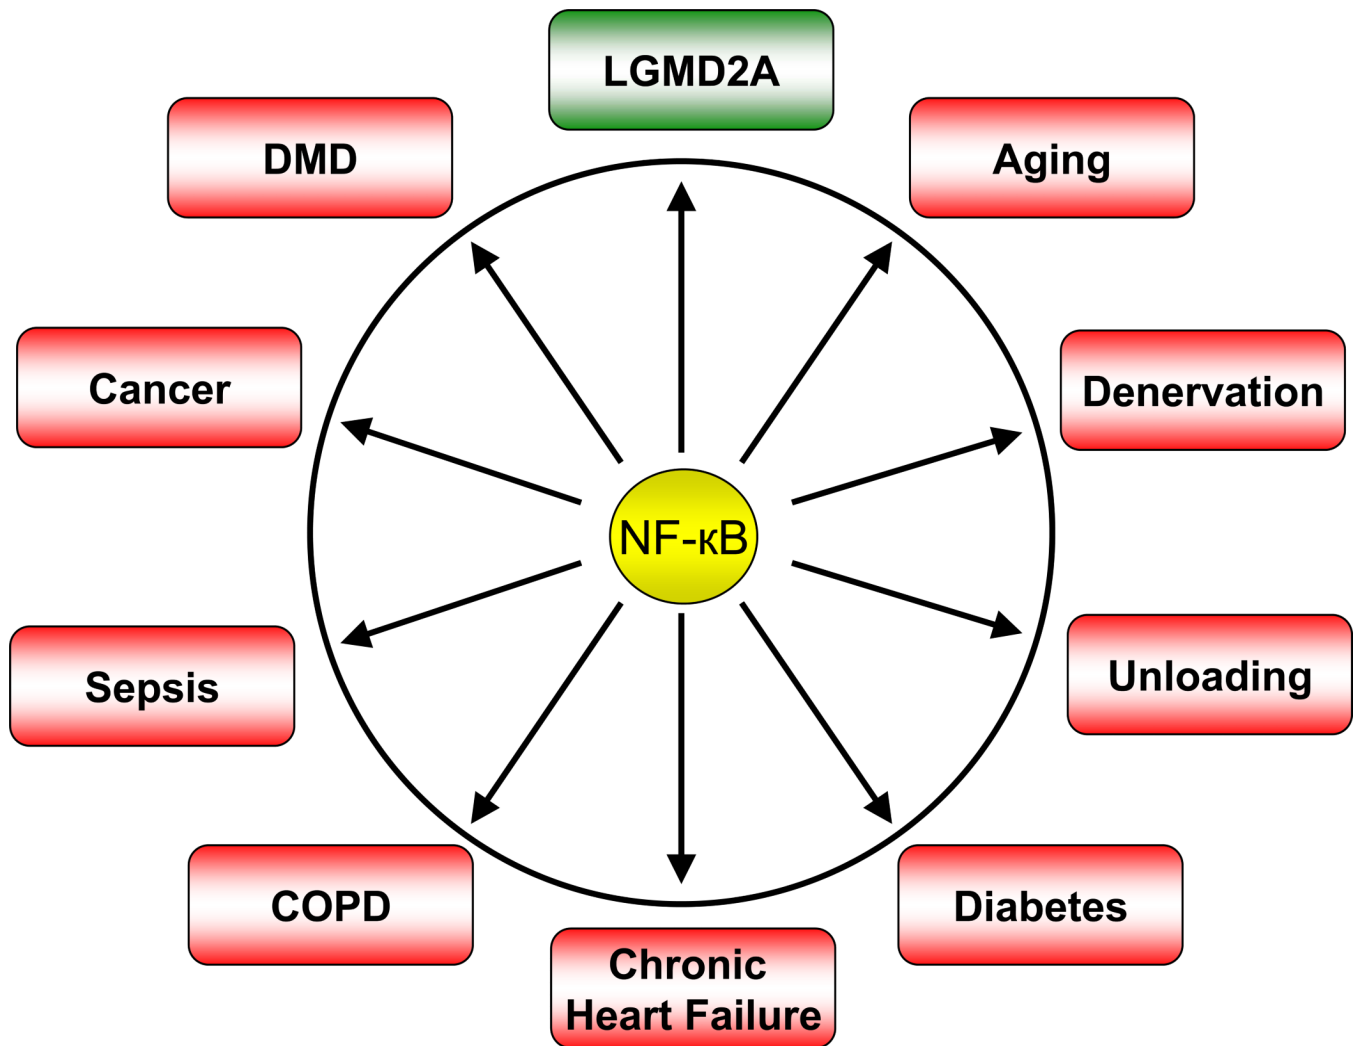 LGMD2A
DMD
Aging
Cancer
Denervation
NF-κB
Sepsis
Unloading
COPD
Diabetes
Chronic
Heart Failure